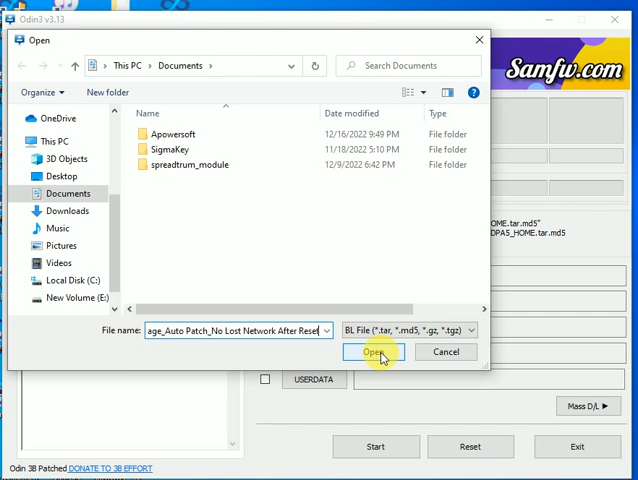 Odin3 v3.13
Open
This PC > Documents >
Search Documents
Organize
New folder
Name
Date modified
Type
OneDrive
This PC
3D Objects
Desktop
Documents
Downloads
Music
Pictures
Videos
Local Disk (C:)
New Volume (E:)
Apowersoft 12/16/2022 9:49 PM File folder
SigmaKey 11/18/2022 5:10 PM File folder
spreadtrum_module 12/9/2022 6:42 PM File folder
File name:
age_Auto Patch_No Lost Network After Reset
BL File (*.tar, *.md5, *.gz, *.tgz)
Open
Cancel
Samfw.com
HOME.tar.md5"
DPA5_HOME.tar.md5
USERDATA
Mass D/L ▶
Start
Reset
Exit
Odin 3B Patched DONATE TO 3B EFFORT